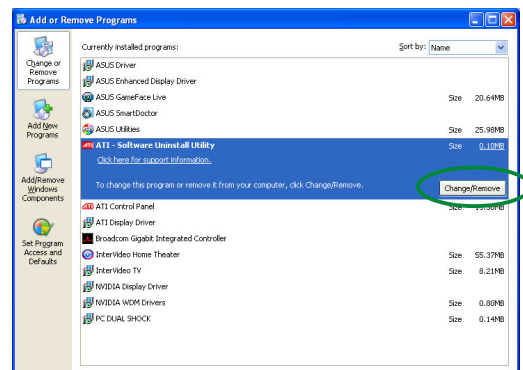 Add or Remove Programs
Change or
Remove
Programs
Add New
Programs
Add/Remove
Windows
Components
Set Program
Access and
Defaults
Currently installed programs:
Sort by: Name
ASUS Driver
ASUS Enhanced Display Driver
ASUS GameFace Live Size 20.64MB
ASUS SmartDoctor
ASUS Utilities Size 25.98MB
ATI - Software Uninstall Utility Size 0.10MB
Click here for support information.
To change this program or remove it from your computer, click Change/Remove.
Change/Remove
ATI Control Panel Size
ATI Display Driver
Broadcom Gigabit Integrated Controller
InterVideo Home Theater Size 55.37MB
InterVideo TV Size 8.21MB
NVIDIA Display Driver
NVIDIA WDM Drivers Size 0.80MB
PC DUAL SHOCK Size 0.14MB